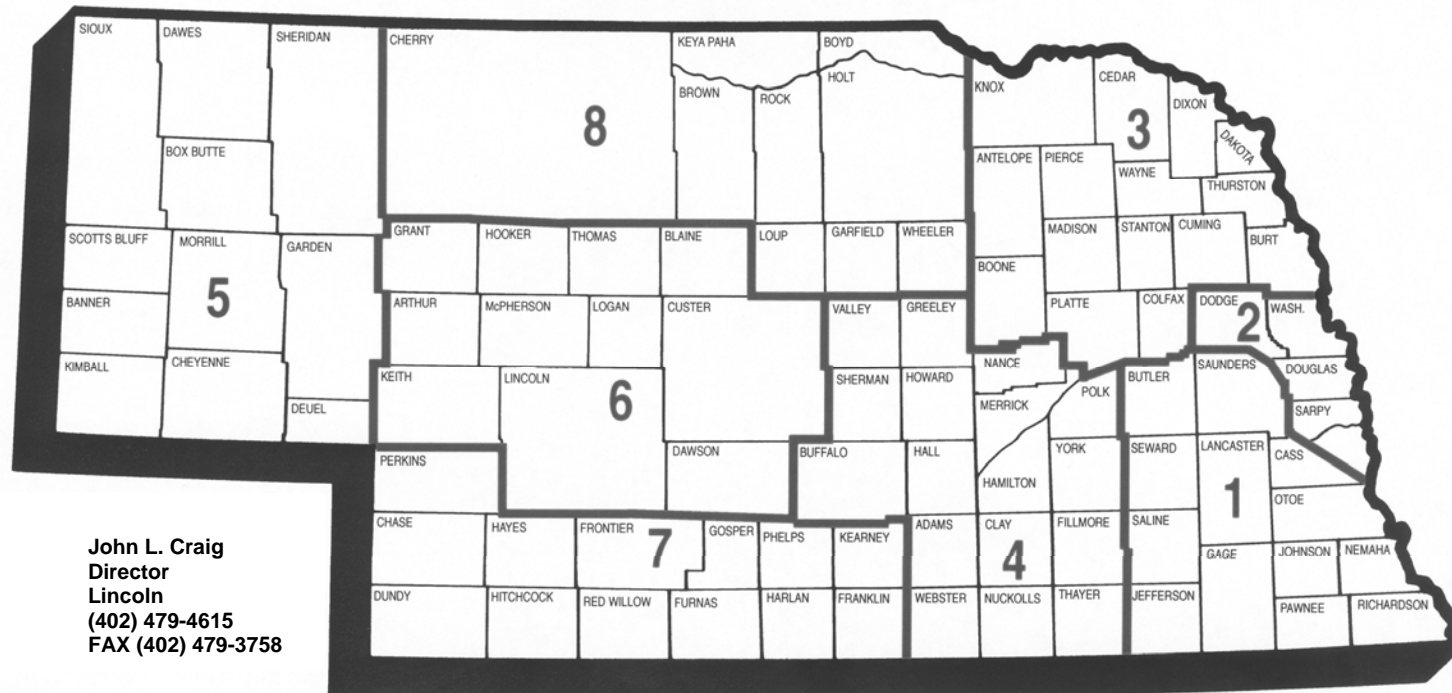 SIOUX
DAWES
SHERIDAN
CHERRY
KEYA PAHA
BOYD
HOLT
BROWN
ROCK
8
KNOX
CEDAR
3
DIXON
DAKOTA
BOX BUTTE
ANTELOPE
PIERCE
WAYNE
THURSTON
SCOTTS BLUFF
MORRILL
GARDEN
5
GRANT
HOOKER
THOMAS
BLAINE
LOUP
GARFIELD
WHEELER
MADISON
STANTON
CUMING
BURT
BOONE
BANNER
ARTHUR
McPHERSON
LOGAN
CUSTER
VALLEY
GREELEY
PLATTE
COLFAX
DODGE
2
WASH.
KIMBALL
CHEYENNE
DEUEL
KEITH
LINCOLN
6
SHERMAN
HOWARD
NANCE
MERRICK
POLK
BUTLER
SAUNDERS
DOUGLAS
SARPY
PERKINS
DAWSON
BUFFALO
HALL
HAMILTON
YORK
SEWARD
LANCASTER
1
CASS
OTOE
CHASE
HAYES
FRONTIER
7
GOSPER
PHELPS
KEARNEY
ADAMS
CLAY
4
FILLMORE
SALINE
GAGE
JOHNSON
NEMAHA
DUNDY
HITCHCOCK
RED WILLOW
FURNAS
HARLAN
FRANKLIN
WEBSTER
NUCKOLLS
THAYER
JEFFERSON
PAWNEE
RICHARDSON
John L. Craig
Director
Lincoln
(402) 479-4615
FAX (402) 479-3758